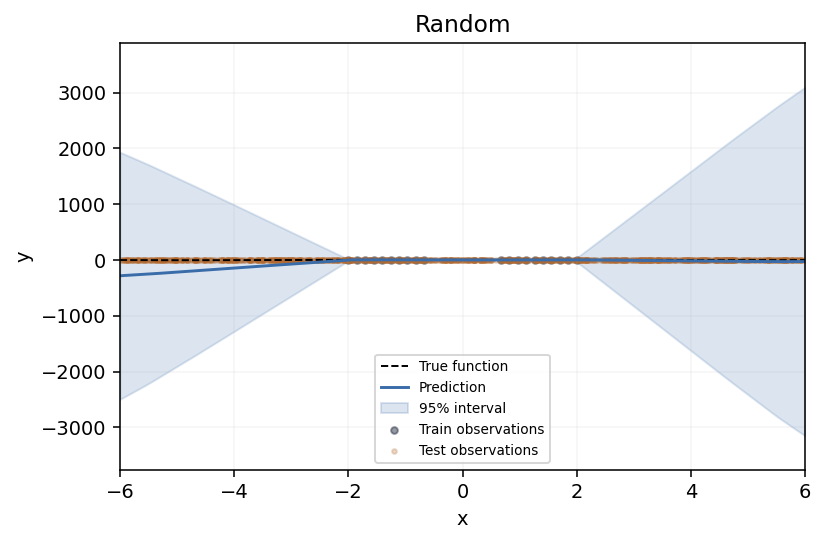 Random
3000
2000
1000
0
−1000
−2000
−3000
y
True function
Prediction
95% interval
Train observations
Test observations
−6 −4 −2 0 2 4 6
x